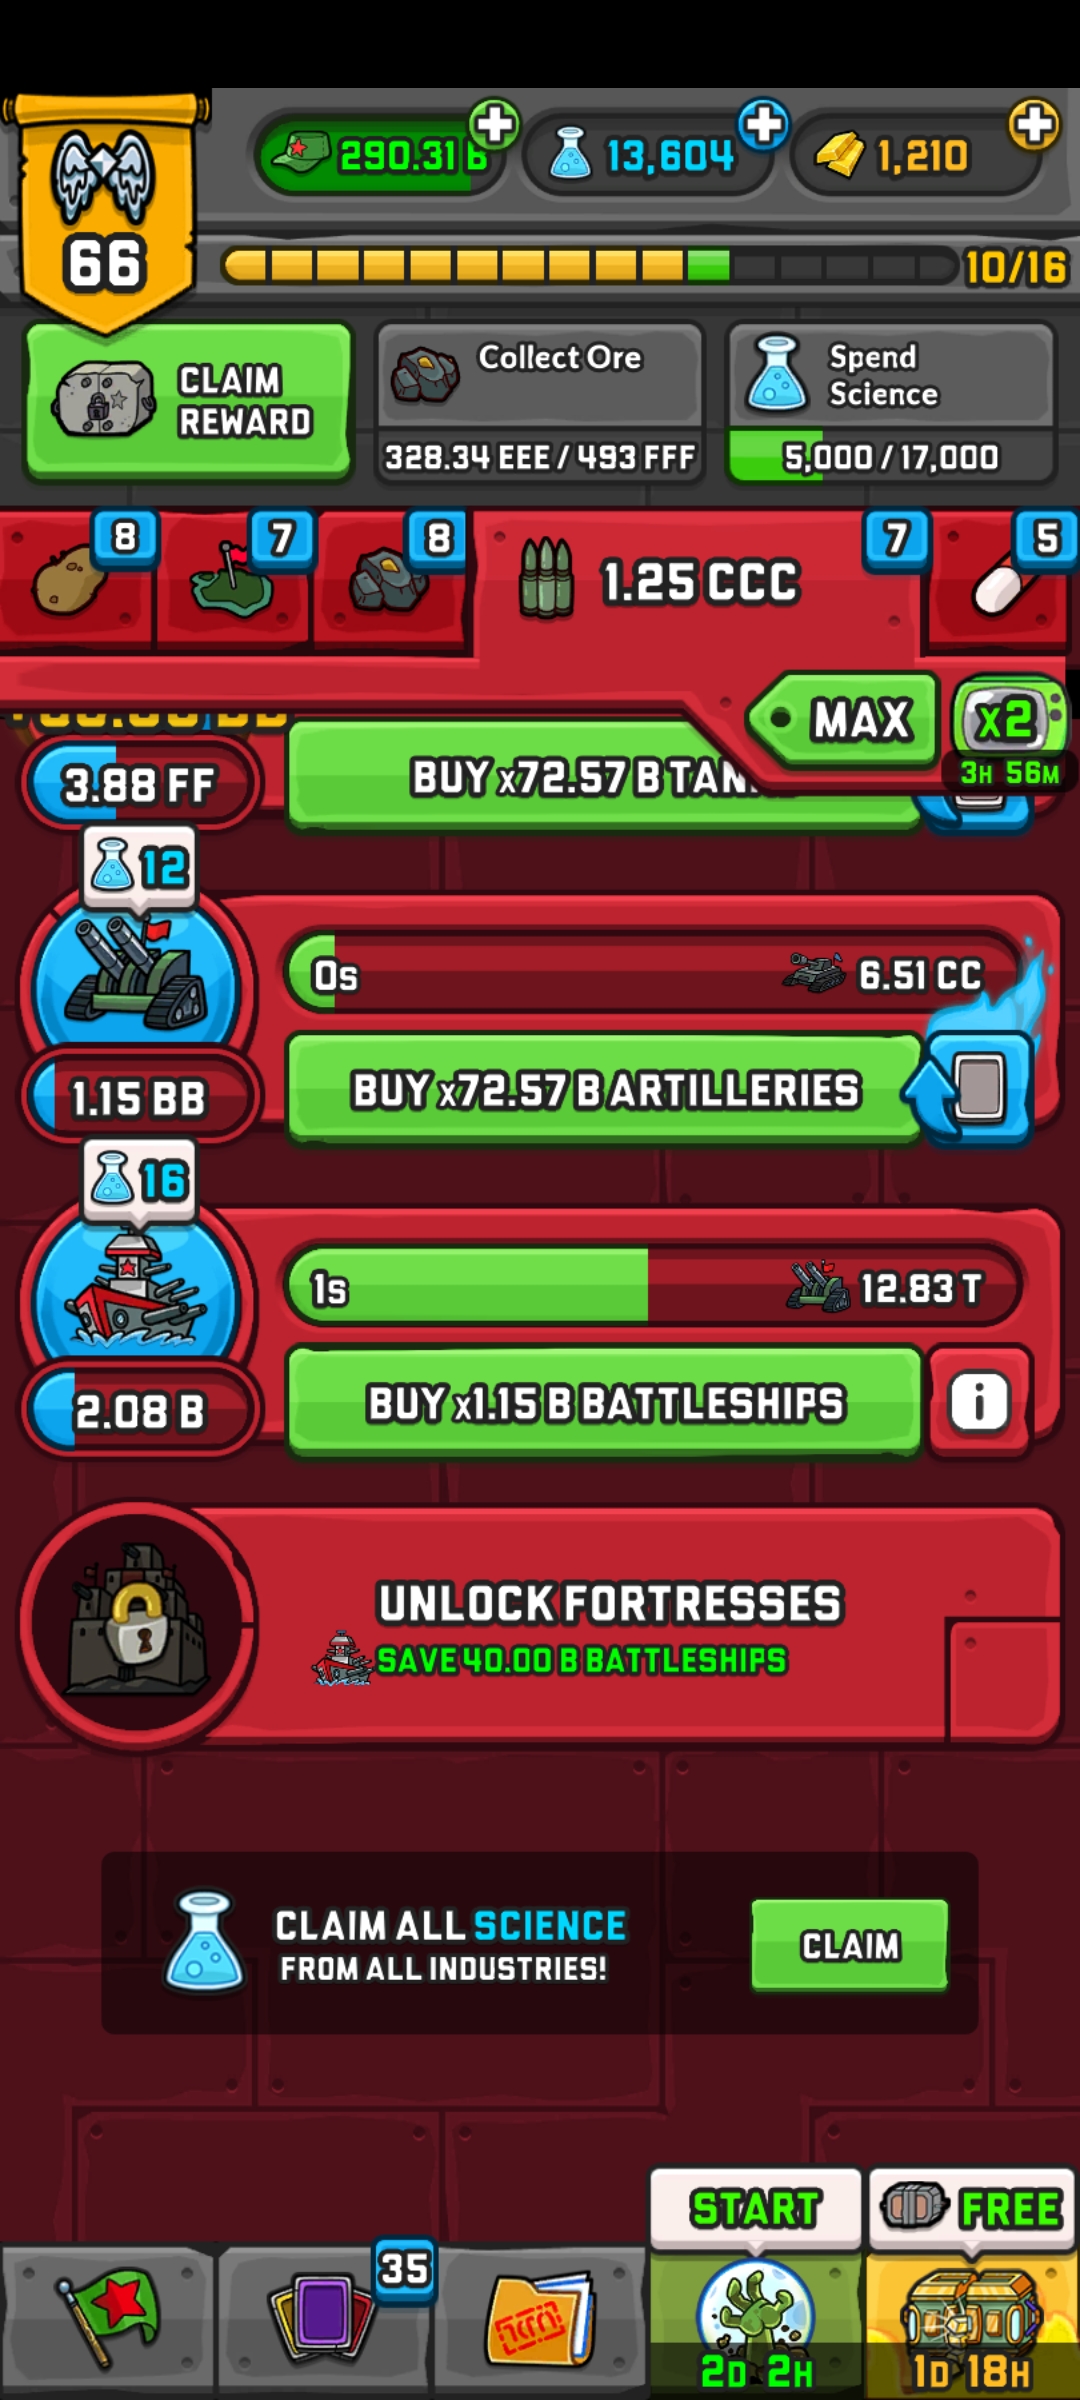 290.31 B
13,604
1,210
66
10/16
CLAIM
REWARD
Collect Ore
328.34 EEE / 493 FFF
Spend
Science
5,000 / 17,000
8
7
8
1.25 CCC
7
5
MAX
x2
3H 56M
3.88 FF
BUY x72.57 B
12
0s
6.51 CC
1.15 BB
BUY x72.57 B ARTILLERIES
16
1s
12.83 T
2.08 B
BUY x1.15 B BATTLESHIPS
i
UNLOCK FORTRESSES
SAVE 40.00 B BATTLESHIPS
CLAIM ALL SCIENCE
FROM ALL INDUSTRIES!
CLAIM
START
FREE
35
2D 2H
1D 18H